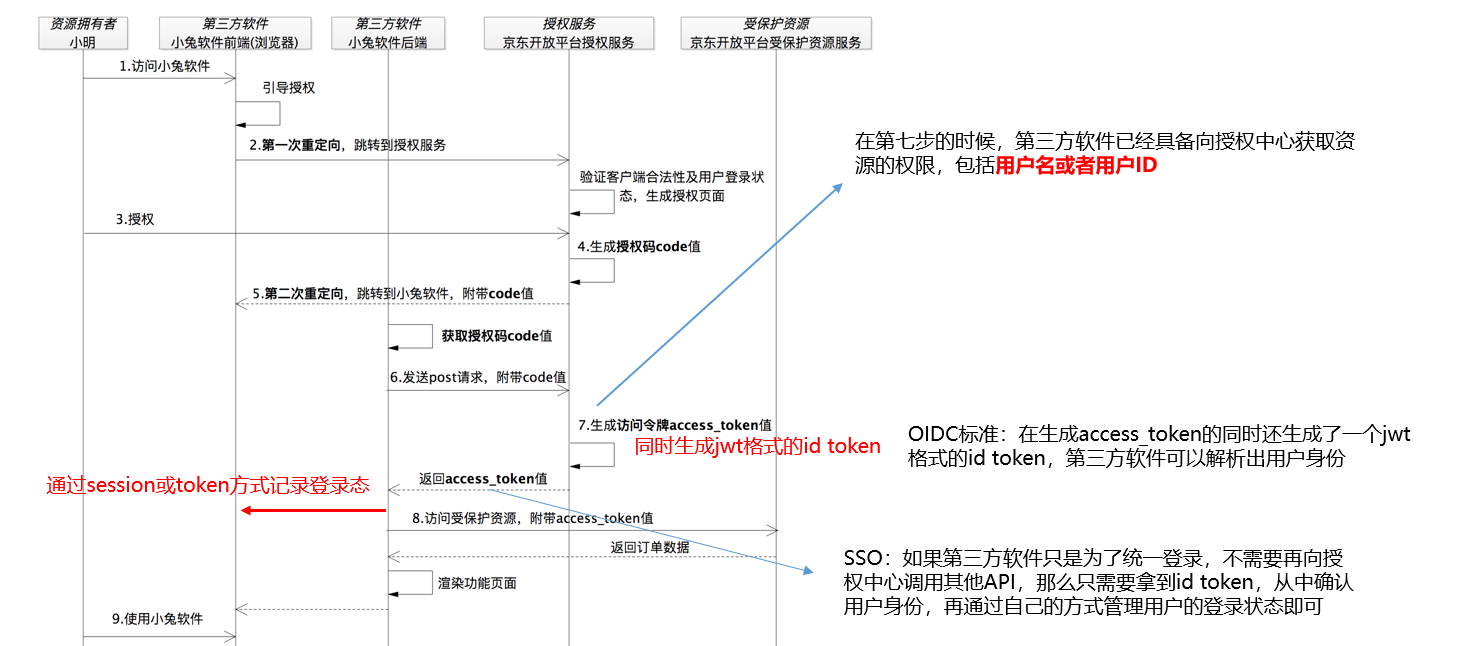 资源拥有者
小明
第三方软件
小兔软件前端(浏览器)
第三方软件
小兔软件后端
授权服务
京东开放平台授权服务
受保护资源
京东开放平台受保护资源服务
1.访问小兔软件
引导授权
2.第一次重定向，跳转到授权服务
验证客户端合法性及用户登录状
态，生成授权页面
3.授权
4.生成授权码code值
5.第二次重定向，跳转到小兔软件，附带code值
获取授权码code值
6.发送post请求，附带code值
7.生成访问令牌access_token值
同时生成jwt格式的id token
返回access_token值
通过session或token方式记录登录态
8.访问受保护资源，附带access_token值
返回订单数据
渲染功能页面
9.使用小兔软件
在第七步的时候，第三方软件已经具备向授权中心获取资
源的权限，包括用户名或者用户ID
OIDC标准：在生成access_token的同时还生成了一个jwt
格式的id token，第三方软件可以解析出用户身份
SSO：如果第三方软件只是为了统一登录，不需要再向授
权中心调用其他API，那么只需要拿到id token，从中确认
用户身份，再通过自己的方式管理用户的登录状态即可